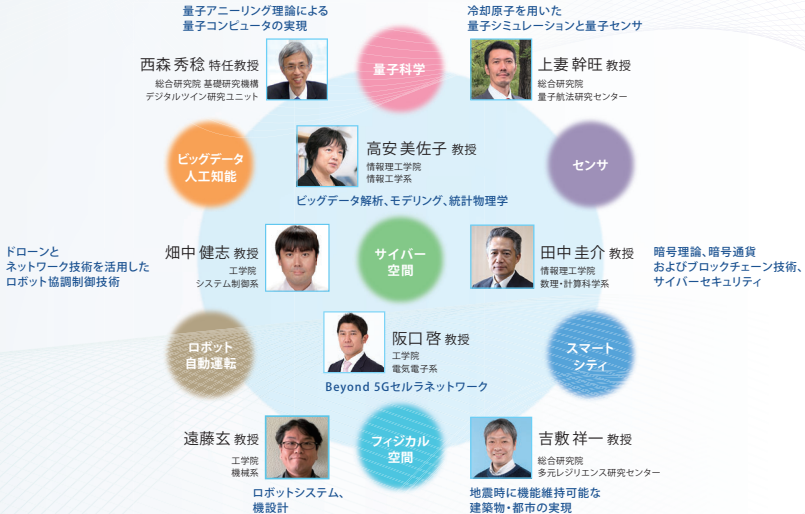 量子アニーリング理論による
量子コンピュータの実現
冷却原子を用いた
量子シミュレーションと量子センサ
西森 秀稔 特任教授
総合研究院 基礎研究機構
デジタルツイン研究ユニット
量子科学
上妻 幹旺 教授
総合研究院
量子航法研究センター
ビッグデータ
人工知能
高安 美佐子 教授
情報理工学院
情報工学系
センサ
ビッグデータ解析、モデリング、統計物理学
ドローンと
ネットワーク技術を活用した
ロボット協調制御技術
畑中 健志 教授
工学院
システム制御系
サイバー
空間
田中 圭介 教授
情報理工学院
数理・計算科学系
暗号理論、暗号通貨
およびブロックチェーン技術、
サイバーセキュリティ
ロボット
自動運転
阪口 啓 教授
工学院
電気電子系
スマート
シティ
Beyond 5Gセルラネットワーク
遠藤 玄 教授
工学院
機械系
フィジカル
空間
吉敷 祥一 教授
総合研究院
多元レジリエンス研究センター
ロボットシステム、
機設計
地震時に機能維持可能な
建築物・都市の実現